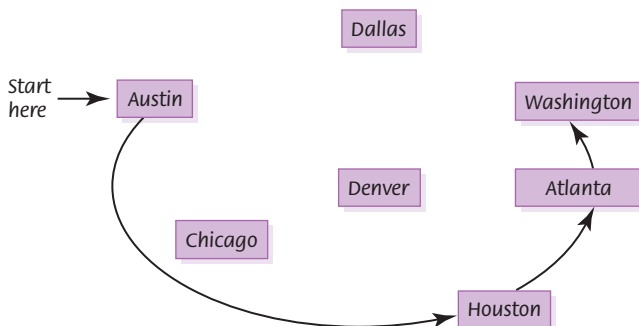 Dallas
Start
here
Austin
Washington
Denver
Atlanta
Chicago
Houston